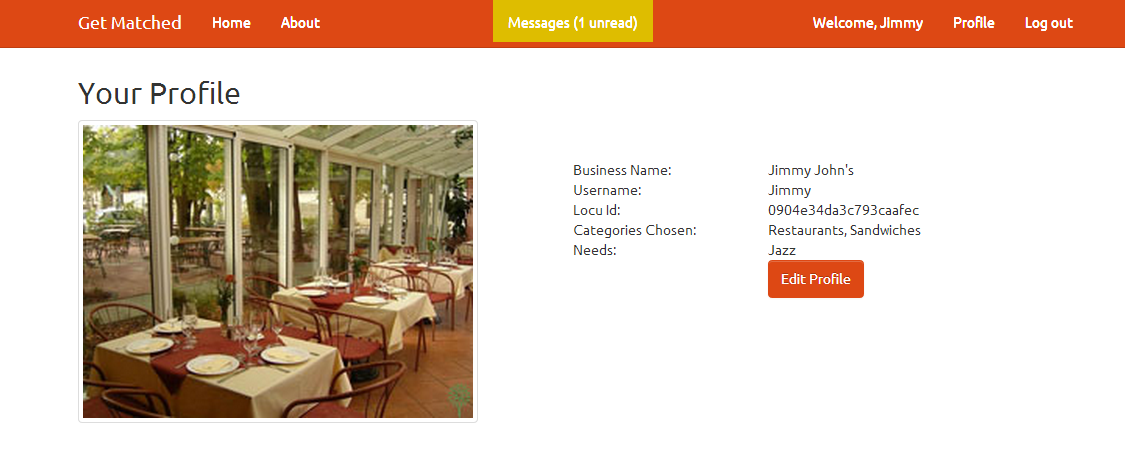 Get Matched Home About Messages (1 unread) Welcome, JImmy Profile Log out
Your Profile
Business Name: Jimmy John's
Username: Jimmy
Locu Id: 0904e34da3c793caafec
Categories Chosen: Restaurants, Sandwiches
Needs: Jazz
Edit Profile